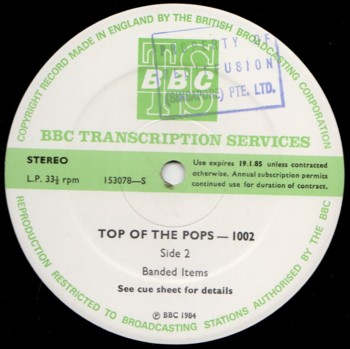 COPYRIGHT RECORD MADE IN ENGLAND BY THE BRITISH BROADCASTING CORPORATION
TS
BBC
PROPERTY OF
(SINGAPORE) PTE. LTD.
BBC TRANSCRIPTION SERVICES
STEREO
L.P. 33⅓ rpm
153078—S
Use expires 19.1.85 unless contracted
otherwise. Annual subscription permits
continued use for duration of contract.
TOP OF THE POPS — 1002
Side 2
Banded Items
See cue sheet for details
℗ BBC 1984
REPRODUCTION RESTRICTED TO BROADCASTING STATIONS AUTHORISED BY THE BBC